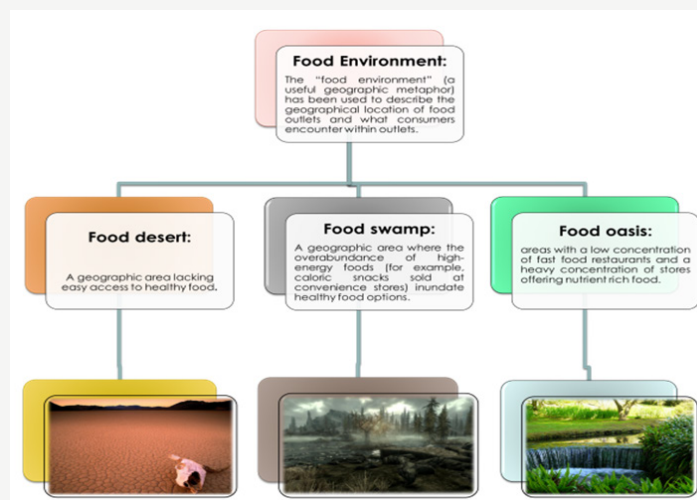 Food Environment:
The "food environment" (a
useful geographic metaphor)
has been used to describe the
geographical location of food
outlets and what consumers
encounter within outlets.
Food desert:
A geographic area lacking
easy access to healthy food.
Food swamp:
A geographic area where the
overabundance of high-
energy foods (for example,
caloric snacks sold at
convenience stores) inundate
healthy food options.
Food oasis:
areas with a low concentration
of fast food restaurants and a
heavy concentration of stores
offering nutrient rich food.